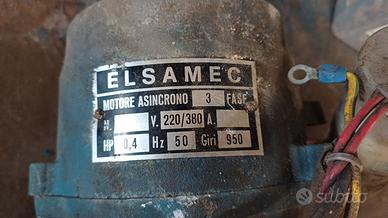 ELSAMEC
MOTORE ASINCRONO 3 FASE
N. V. 220/380 A.
HP 0,4 Hz 50 Giri 950
subito